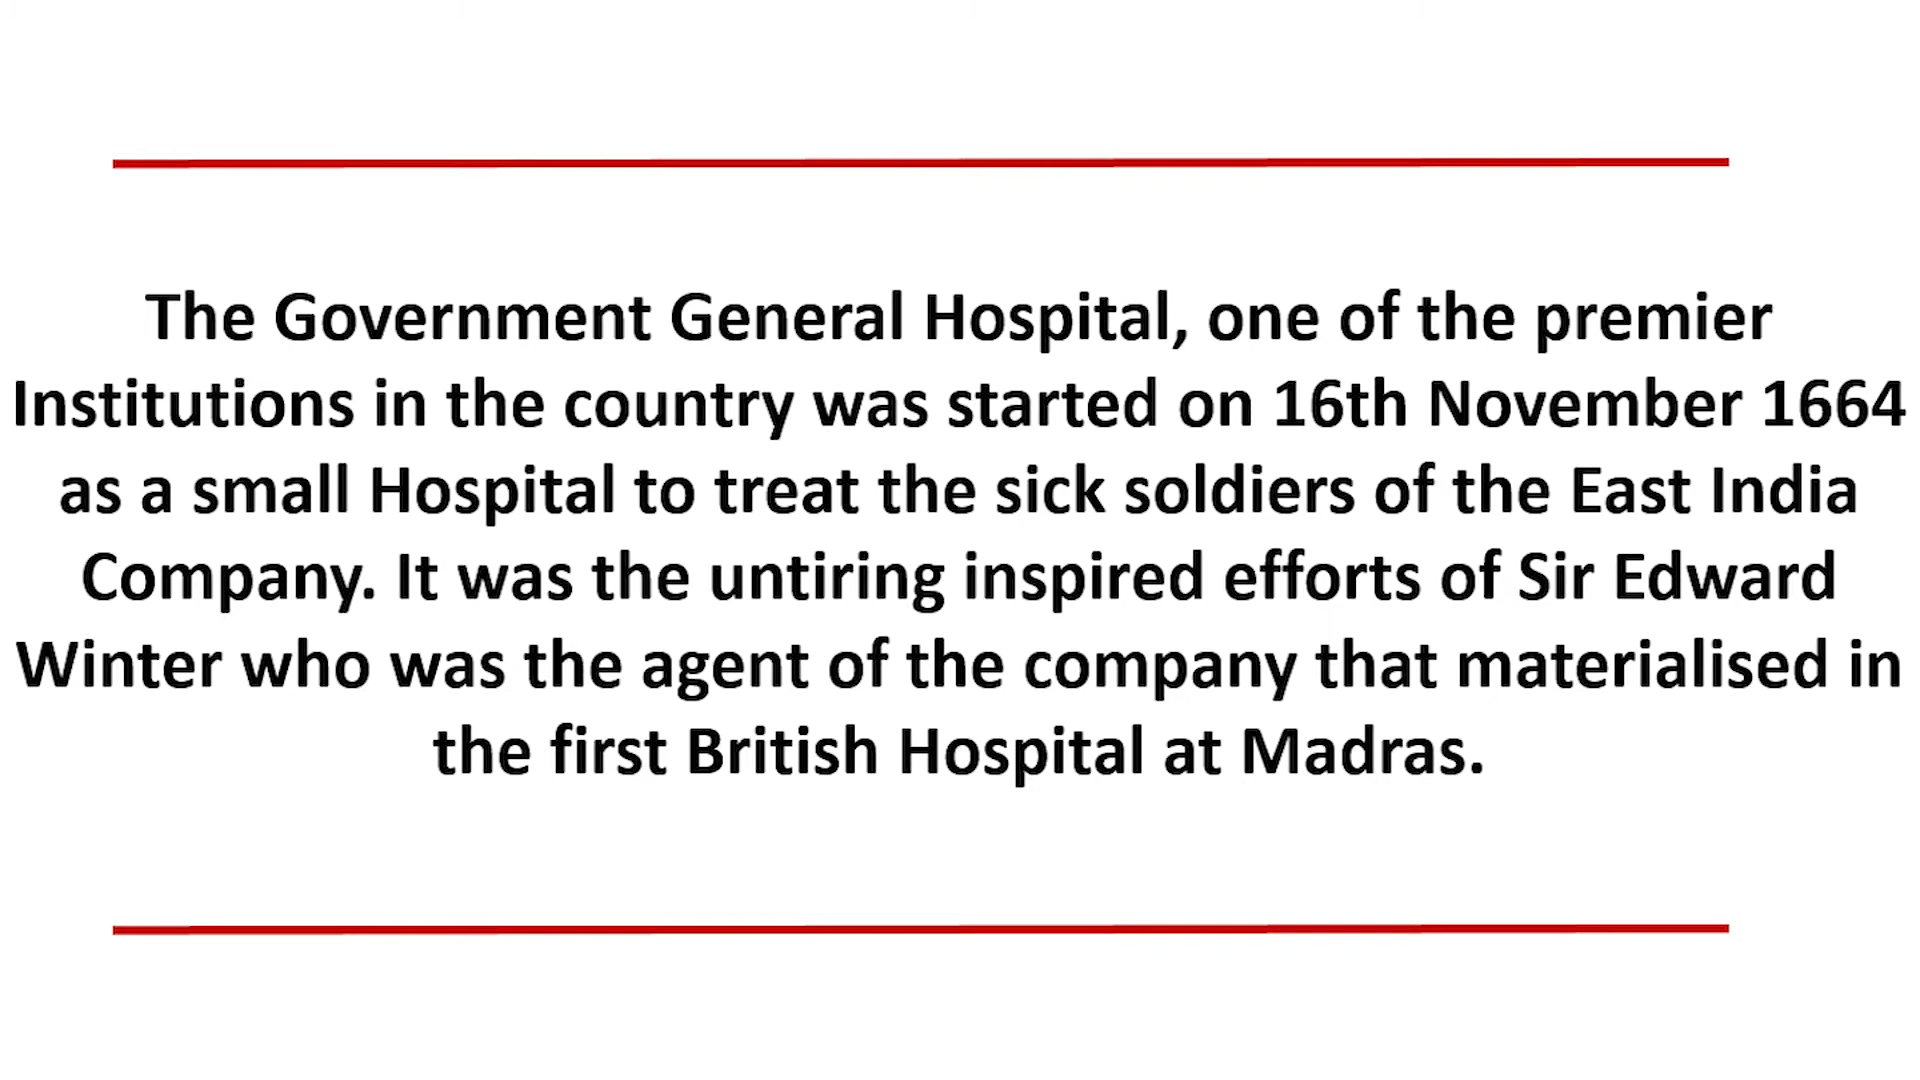 The Government General Hospital, one of the premier
Institutions in the country was started on 16th November 1664
as a small Hospital to treat the sick soldiers of the East India
Company. It was the untiring inspired efforts of Sir Edward
Winter who was the agent of the company that materialised in
the first British Hospital at Madras.